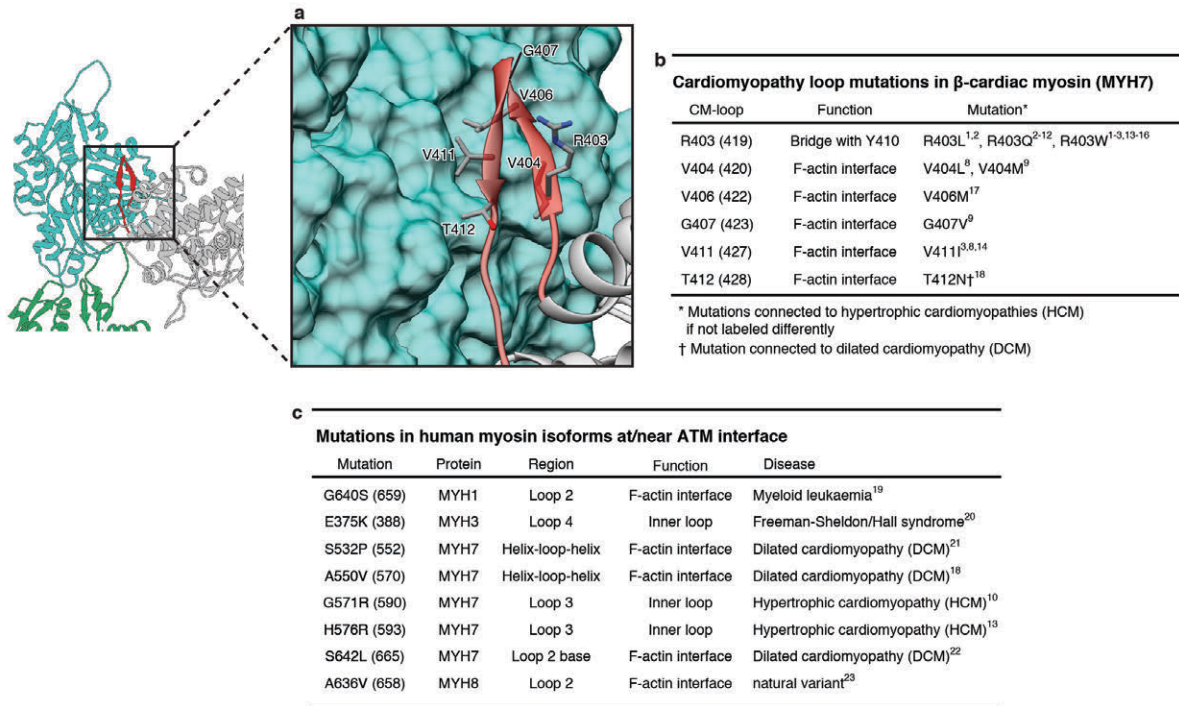 a
G407
V406
R403
V411
V404
T412
b
Cardiomyopathy loop mutations in β-cardiac myosin (MYH7)
CM-loop Function Mutation*
R403 (419) Bridge with Y410 R403L1,2, R403Q2-12, R403W1-3,13-16
V404 (420) F-actin interface V404L8, V404M9
V406 (422) F-actin interface V406M17
G407 (423) F-actin interface G407V9
V411 (427) F-actin interface V411I3,8,14
T412 (428) F-actin interface T412N†18
* Mutations connected to hypertrophic cardiomyopathies (HCM)
if not labeled differently
† Mutation connected to dilated cardiomyopathy (DCM)
c
Mutations in human myosin isoforms at/near ATM interface
Mutation Protein Region Function Disease
G640S (659) MYH1 Loop 2 F-actin interface Myeloid leukaemia19
E375K (388) MYH3 Loop 4 Inner loop Freeman-Sheldon/Hall syndrome20
S532P (552) MYH7 Helix-loop-helix F-actin interface Dilated cardiomyopathy (DCM)21
A550V (570) MYH7 Helix-loop-helix F-actin interface Dilated cardiomyopathy (DCM)18
G571R (590) MYH7 Loop 3 Inner loop Hypertrophic cardiomyopathy (HCM)10
H576R (593) MYH7 Loop 3 Inner loop Hypertrophic cardiomyopathy (HCM)13
S642L (665) MYH7 Loop 2 base F-actin interface Dilated cardiomyopathy (DCM)22
A636V (658) MYH8 Loop 2 F-actin interface natural variant23